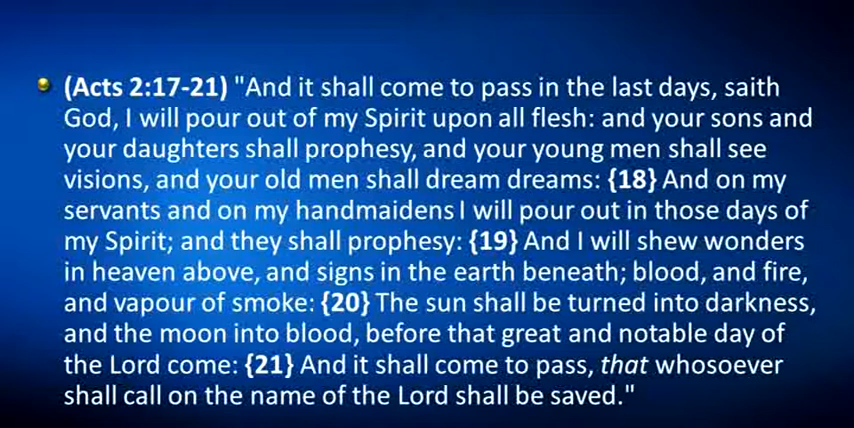 (Acts 2:17-21) "And it shall come to pass in the last days, saith
God, I will pour out of my Spirit upon all flesh: and your sons and
your daughters shall prophesy, and your young men shall see
visions, and your old men shall dream dreams: {18} And on my
servants and on my handmaidens I will pour out in those days of
my Spirit; and they shall prophesy: {19} And I will shew wonders
in heaven above, and signs in the earth beneath; blood, and fire,
and vapour of smoke: {20} The sun shall be turned into darkness,
and the moon into blood, before that great and notable day of
the Lord come: {21} And it shall come to pass, that whosoever
shall call on the name of the Lord shall be saved."